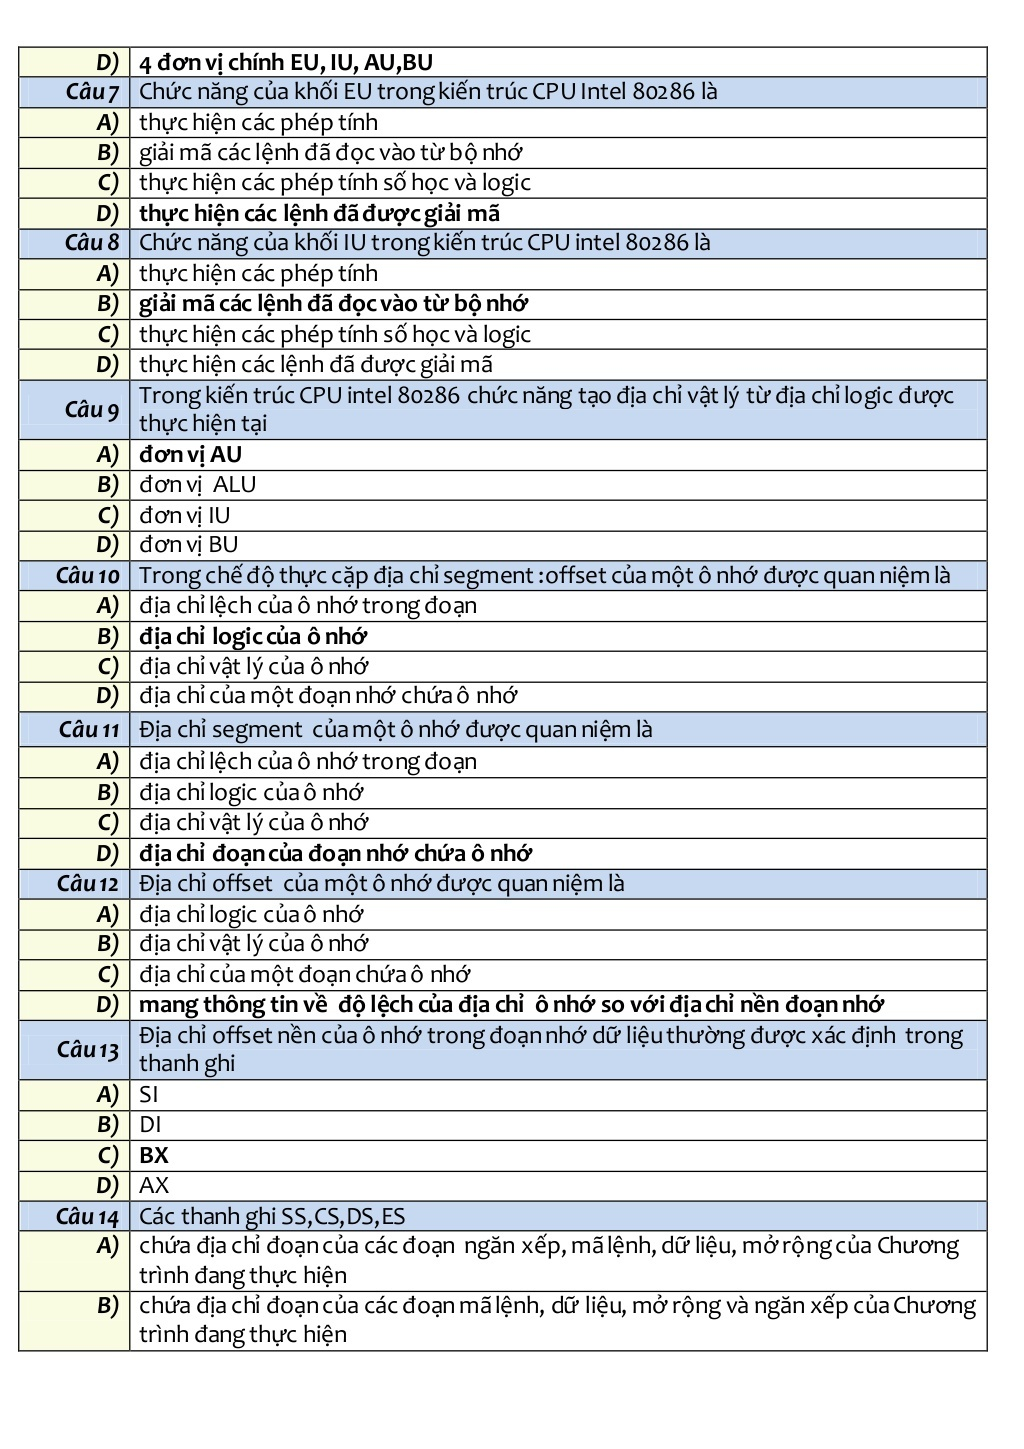 D) 4 đơn vị chính EU, IU, AU,BU
Câu 7 Chức năng của khối EU trong kiến trúc CPU Intel 80286 là
A) thực hiện các phép tính
B) giải mã các lệnh đã đọc vào từ bộ nhớ
C) thực hiện các phép tính số học và logic
D) thực hiện các lệnh đã được giải mã
Câu 8 Chức năng của khối IU trong kiến trúc CPU intel 80286 là
A) thực hiện các phép tính
B) giải mã các lệnh đã đọc vào từ bộ nhớ
C) thực hiện các phép tính số học và logic
D) thực hiện các lệnh đã được giải mã
Câu 9 Trong kiến trúc CPU intel 80286 chức năng tạo địa chỉ vật lý từ địa chỉ logic được
thực hiện tại
A) đơn vị AU
B) đơn vị ALU
C) đơn vị IU
D) đơn vị BU
Câu 10 Trong chế độ thực cặp địa chỉ segment :offset của một ô nhớ được quan niệm là
A) địa chỉ lệch của ô nhớ trong đoạn
B) địa chỉ logic của ô nhớ
C) địa chỉ vật lý của ô nhớ
D) địa chỉ của một đoạn nhớ chứa ô nhớ
Câu 11 Địa chỉ segment của một ô nhớ được quan niệm là
A) địa chỉ lệch của ô nhớ trong đoạn
B) địa chỉ logic của ô nhớ
C) địa chỉ vật lý của ô nhớ
D) địa chỉ đoạn của đoạn nhớ chứa ô nhớ
Câu 12 Địa chỉ offset của một ô nhớ được quan niệm là
A) địa chỉ logic của ô nhớ
B) địa chỉ vật lý của ô nhớ
C) địa chỉ của một đoạn chứa ô nhớ
D) mang thông tin về độ lệch của địa chỉ ô nhớ so với địa chỉ nền đoạn nhớ
Câu 13 Địa chỉ offset nền của ô nhớ trong đoạn nhớ dữ liệu thường được xác định trong
thanh ghi
A) SI
B) DI
C) BX
D) AX
Câu 14 Các thanh ghi SS,CS,DS,ES
A) chứa địa chỉ đoạn của các đoạn ngăn xếp, mã lệnh, dữ liệu, mở rộng của Chương
trình đang thực hiện
B) chứa địa chỉ đoạn của các đoạn mã lệnh, dữ liệu, mở rộng và ngăn xếp của Chương
trình đang thực hiện